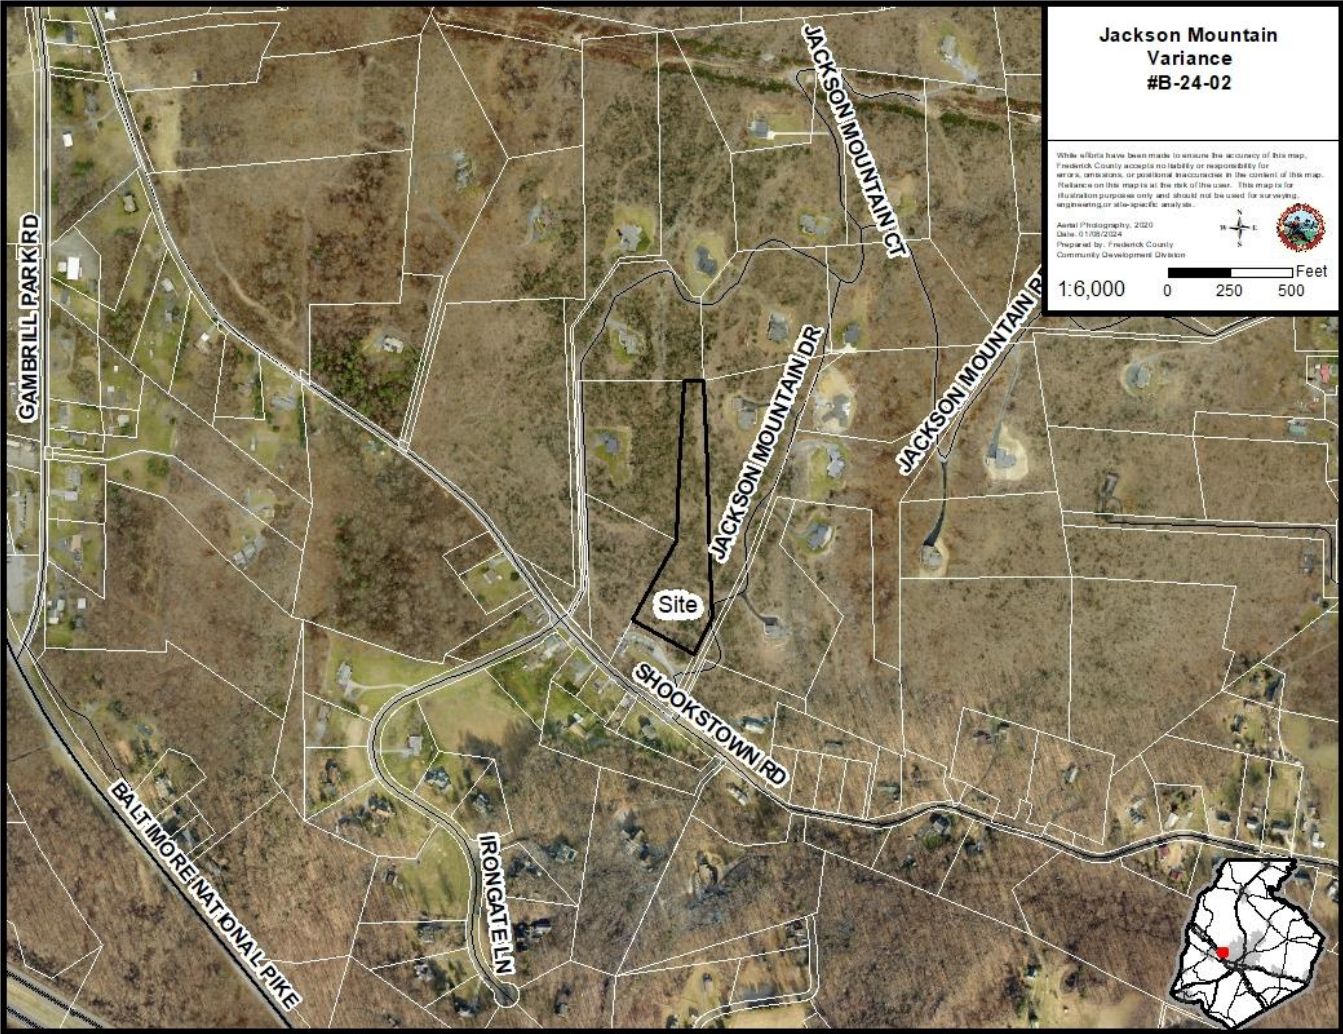 Jackson Mountain
Variance
#B-24-02
While efforts have been made to ensure the accuracy of this map,
Frederick County accepts no liability or responsibility for
errors, omissions, or positional inaccuracies in the content of this map.
Reliance on this map is at the risk of the user. This map is for
illustration purposes only and should not be used for surveying,
engineering,or site-specific analysis.
Aerial Photography, 2020
Date: 01/08/2024
Prepared by: Frederick County
Community Development Division
N
W
E
S
1:6,000
Feet
0 250 500
JACKSON MOUNTAIN CT
GAMBRILL PARK RD
JACKSON MOUNTAIN R
JACKSON MOUNTAIN DR
Site
SHOOKSTOWN RD
BALTIMORE NATIONAL PIKE
IRONGATE LN